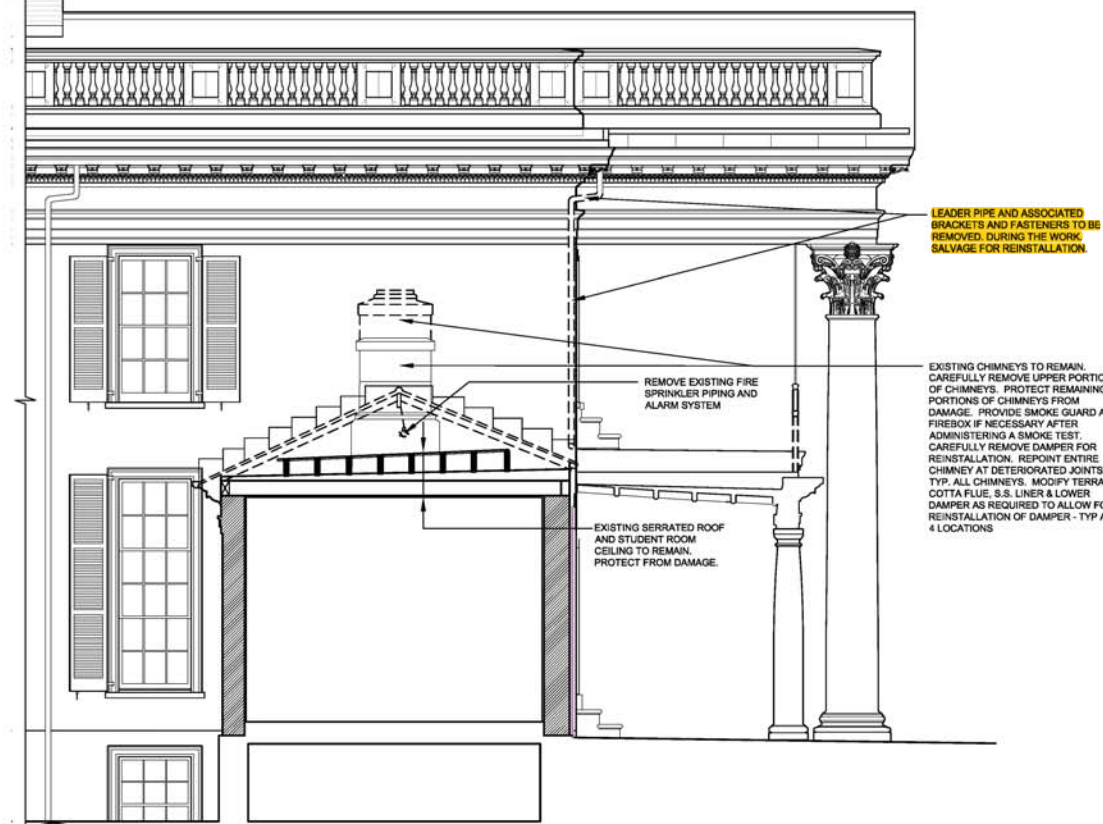 LEADER PIPE AND ASSOCIATED
BRACKETS AND FASTENERS TO BE
REMOVED. DURING THE WORK.
SALVAGE FOR REINSTALLATION.
EXISTING CHIMNEYS TO REMAIN.
CAREFULLY REMOVE UPPER PORTIO
OF CHIMNEYS. PROTECT REMAINING
PORTIONS OF CHIMNEYS FROM
DAMAGE. PROVIDE SMOKE GUARD A
FIREBOX IF NECESSARY AFTER
ADMINISTERING A SMOKE TEST.
CAREFULLY REMOVE DAMPER FOR
REINSTALLATION. REPOINT ENTIRE
CHIMNEY AT DETERIORATED JOINTS
TYP. ALL CHIMNEYS. MODIFY TERRA
COTTA FLUE, S.S. LINER & LOWER
DAMPER AS REQUIRED TO ALLOW FO
REINSTALLATION OF DAMPER - TYP A
4 LOCATIONS
REMOVE EXISTING FIRE
SPRINKLER PIPING AND
ALARM SYSTEM
EXISTING SERRATED ROOF
AND STUDENT ROOM
CEILING TO REMAIN.
PROTECT FROM DAMAGE.